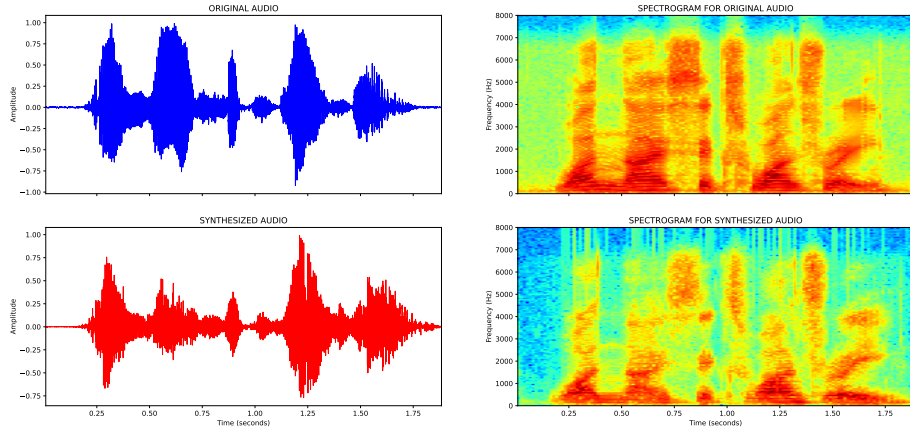 ORIGINAL AUDIO
1.00
0.75
0.50
0.25
0.00
−0.25
−0.50
−0.75
−1.00
Amplitude
SPECTROGRAM FOR ORIGINAL AUDIO
8000
7000
6000
5000
4000
3000
2000
1000
0
Frequency (Hz)
SYNTHESIZED AUDIO
1.00
0.75
0.50
0.25
0.00
−0.25
−0.50
−0.75
Amplitude
0.25 0.50 0.75 1.00 1.25 1.50 1.75
Time (seconds)
SPECTROGRAM FOR SYNTHESIZED AUDIO
8000
7000
6000
5000
4000
3000
2000
1000
0
Frequency (Hz)
0.25 0.50 0.75 1.00 1.25 1.50 1.75
Time (seconds)